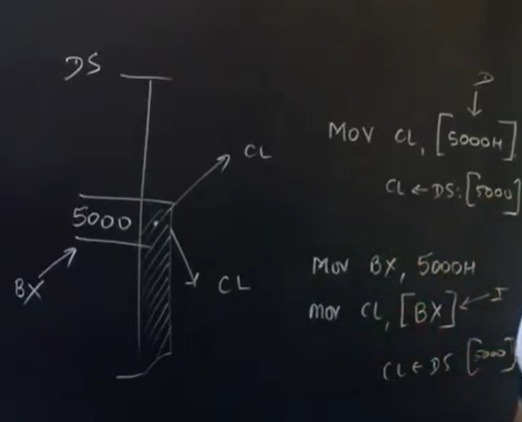 DS
CL
5000
BX
CL
D
MOV CL, [5000H]
CL ← DS:[5000]
MOV BX, 5000H
MOV CL, [BX] ← I
CL ← DS [5000]